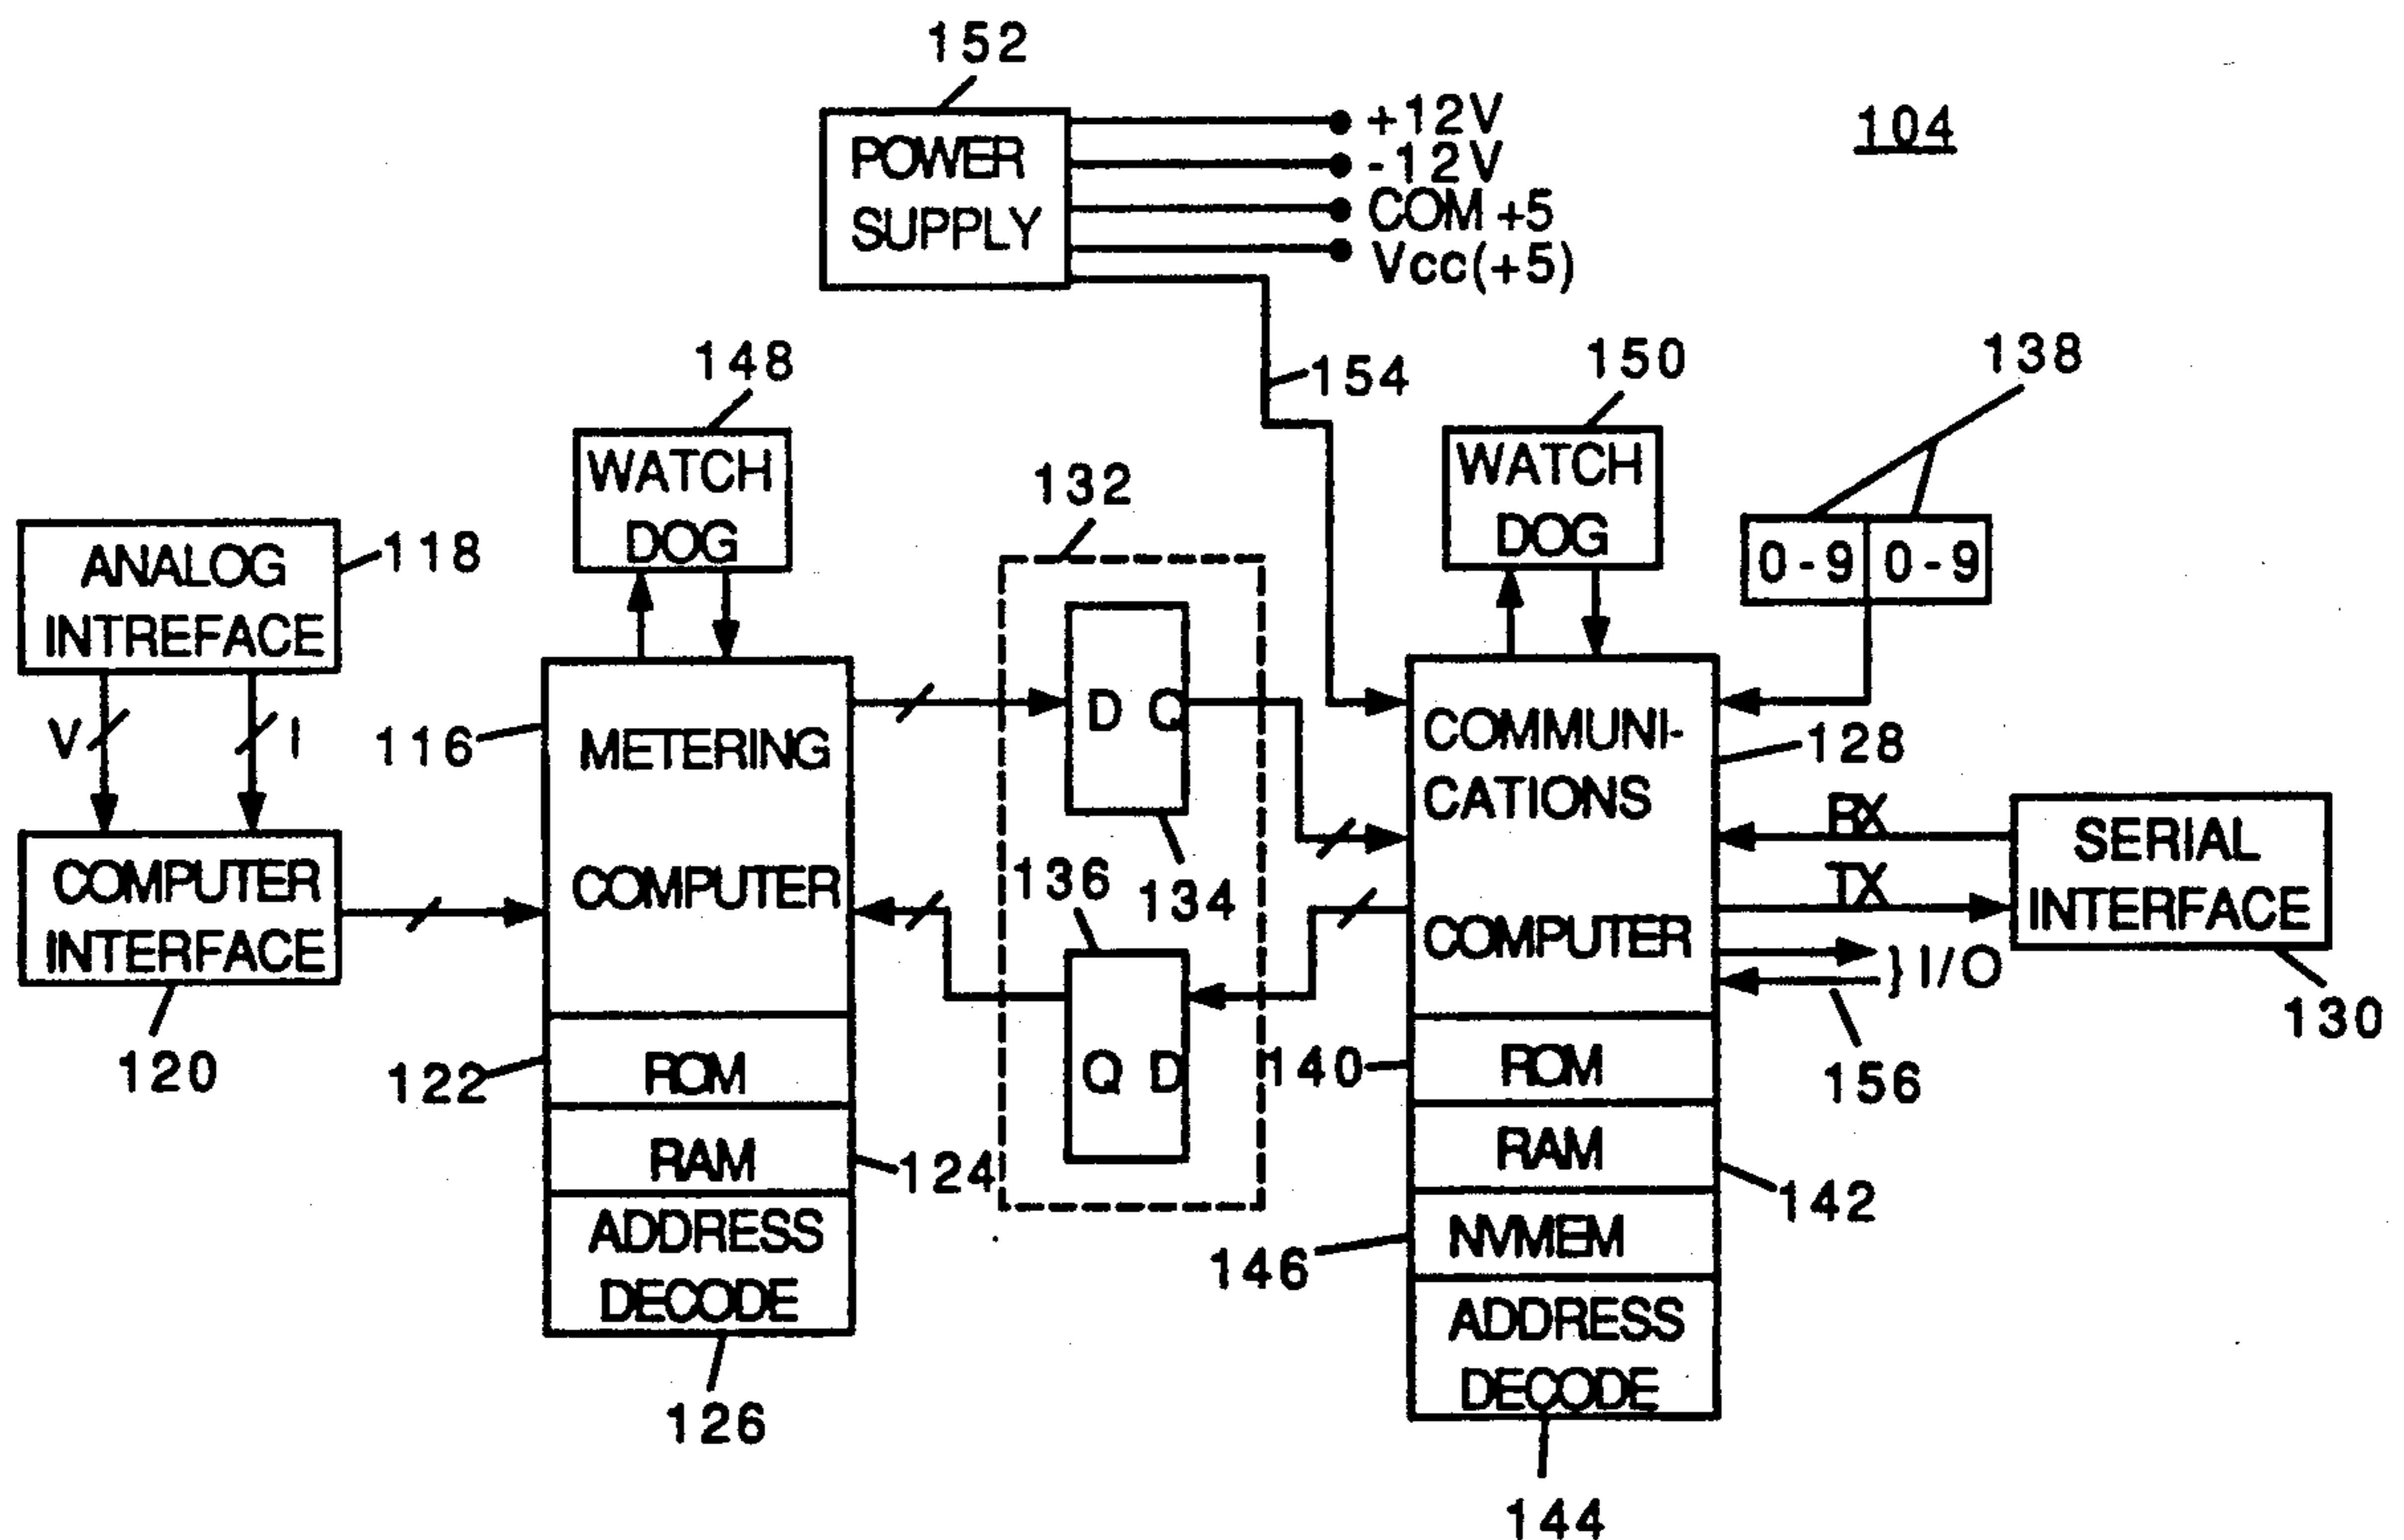 152
POWER
SUPPLY
+12V
-12V
COM +5
Vcc(+5)
104
154
148
WATCH
DOG
150
WATCH
DOG
138
0-9 0-9
132
ANALOG
INTREFACE
118
V
I
COMPUTER
INTERFACE
120
116
METERING
COMPUTER
122
ROM
RAM
124
ADDRESS
DECODE
126
D Q
134
136
Q D
COMMUNI-
CATIONS
COMPUTER
128
RX
TX
SERIAL
INTERFACE
130
} I/O
156
140
ROM
RAM
142
146
NVMEM
ADDRESS
DECODE
144